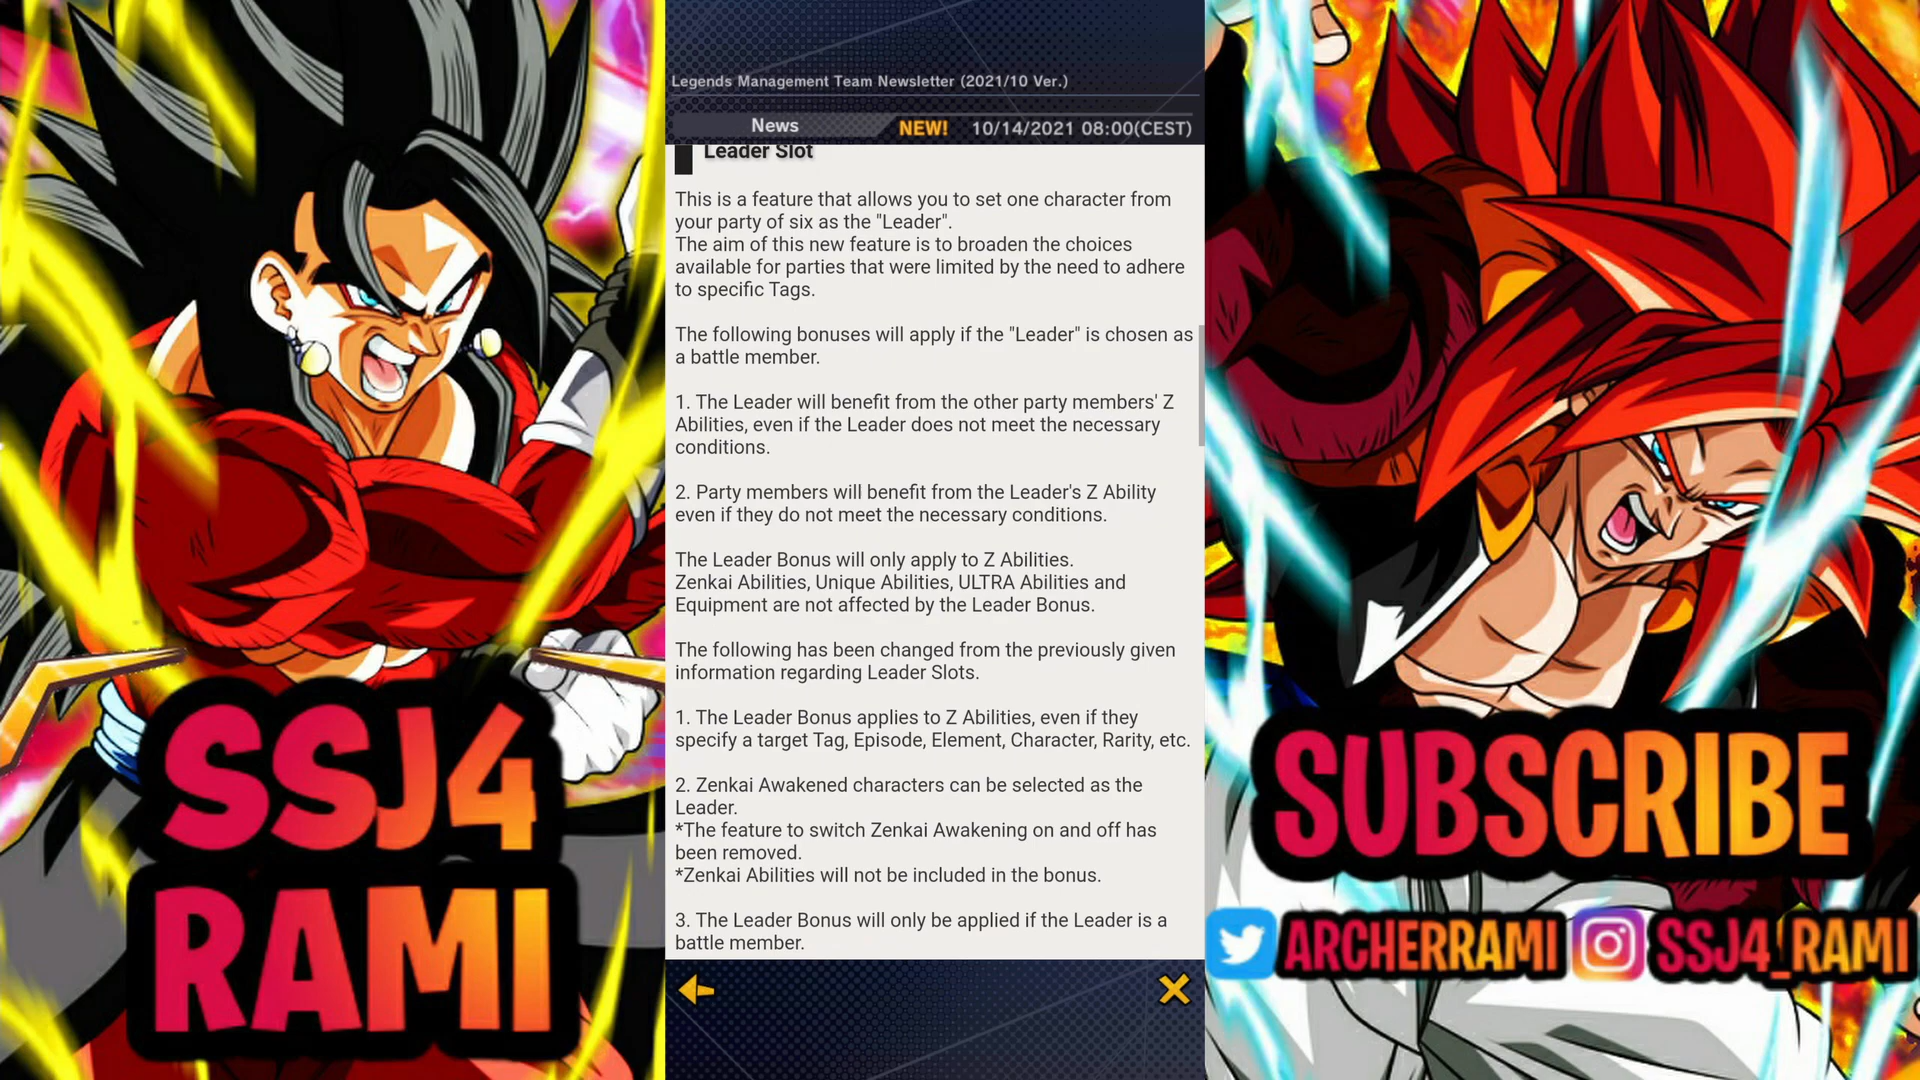 Legends Management Team Newsletter (2021/10 Ver.)
News NEW! 10/14/2021 08:00(CEST)
Leader Slot
This is a feature that allows you to set one character from
your party of six as the "Leader".
The aim of this new feature is to broaden the choices
available for parties that were limited by the need to adhere
to specific Tags.
The following bonuses will apply if the "Leader" is chosen as
a battle member.
1. The Leader will benefit from the other party members' Z
Abilities, even if the Leader does not meet the necessary
conditions.
2. Party members will benefit from the Leader's Z Ability
even if they do not meet the necessary conditions.
The Leader Bonus will only apply to Z Abilities.
Zenkai Abilities, Unique Abilities, ULTRA Abilities and
Equipment are not affected by the Leader Bonus.
The following has been changed from the previously given
information regarding Leader Slots.
1. The Leader Bonus applies to Z Abilities, even if they
specify a target Tag, Episode, Element, Character, Rarity, etc.
2. Zenkai Awakened characters can be selected as the
Leader.
*The feature to switch Zenkai Awakening on and off has
been removed.
*Zenkai Abilities will not be included in the bonus.
3. The Leader Bonus will only be applied if the Leader is a
battle member.
SSJ4
RAMI
SUBSCRIBE
ARCHERRAMI SSJ4_RAMI